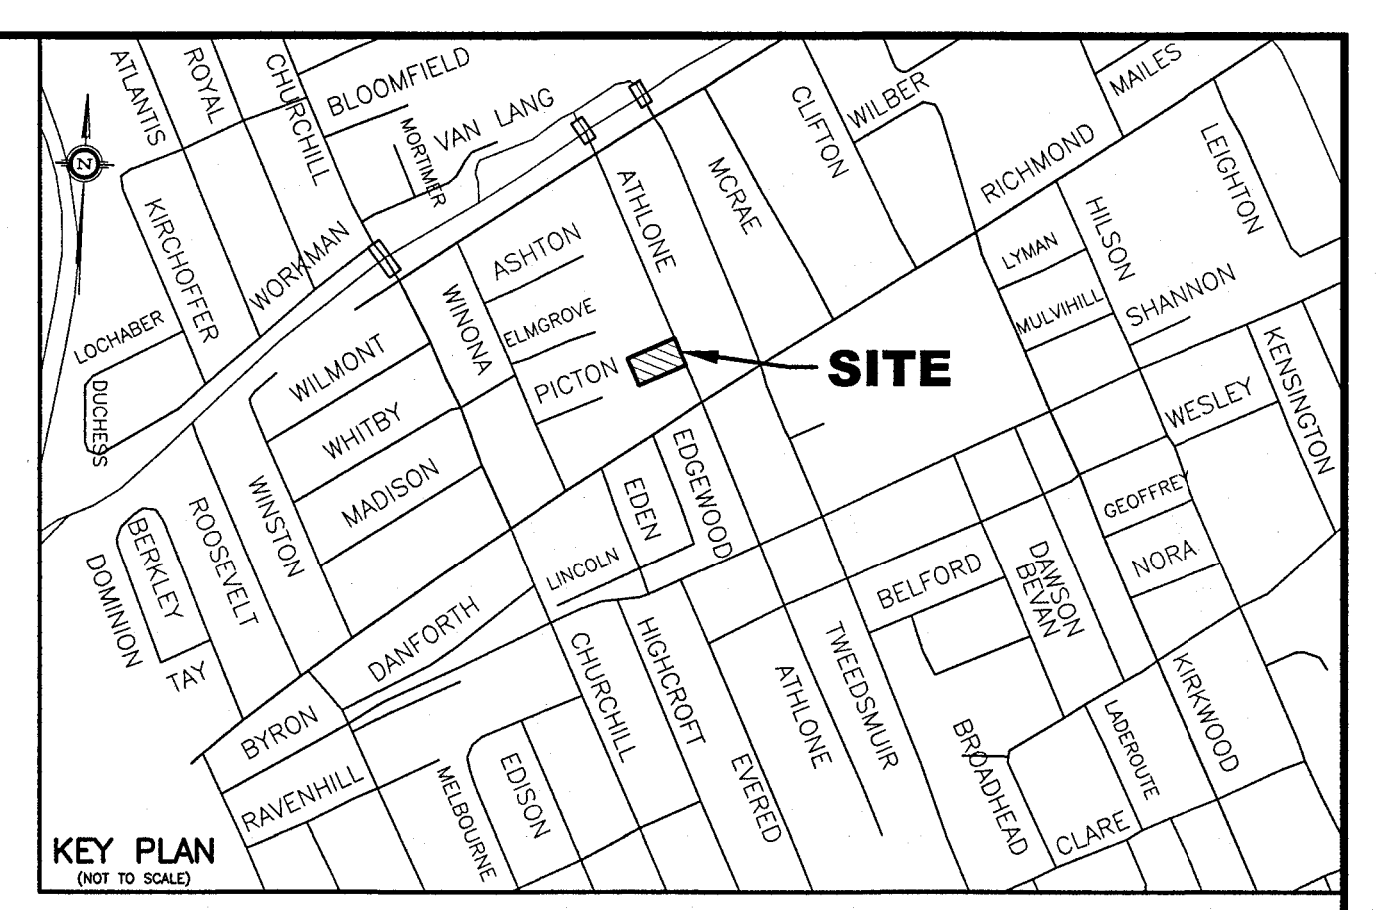 ATLANTIS
ROYAL
CHURCHILL
BLOOMFIELD
MORTIMER
VAN LANG
CLIFTON
WILBER
MAILES
RICHMOND
LEIGHTON
N
KIRCHOFFER
WORKMAN
ATHLONE
MCRAE
ASHTON
LYMAN
HILSON
LOCHABER
WINONA
ELMGROVE
MULVIHILL
SHANNON
DUCHESS
WILMONT
PICTON
SITE
KENSINGTON
WHITBY
WESLEY
MADISON
EDGEWOOD
EDEN
GEOFFREY
BERKLEY
ROOSEVELT
WINSTON
LINCOLN
NORA
DOMINION
BELFORD
DAWSON
BEVAN
TAY
DANFORTH
CHURCHILL
HIGHCROFT
ATHLONE
TWEEDSMUIR
KIRKWOOD
BYRON
RAVENHILL
MELBOURNE
EDISON
EVERED
BROADHEAD
LADEROUTE
CLARE
KEY PLAN
(NOT TO SCALE)